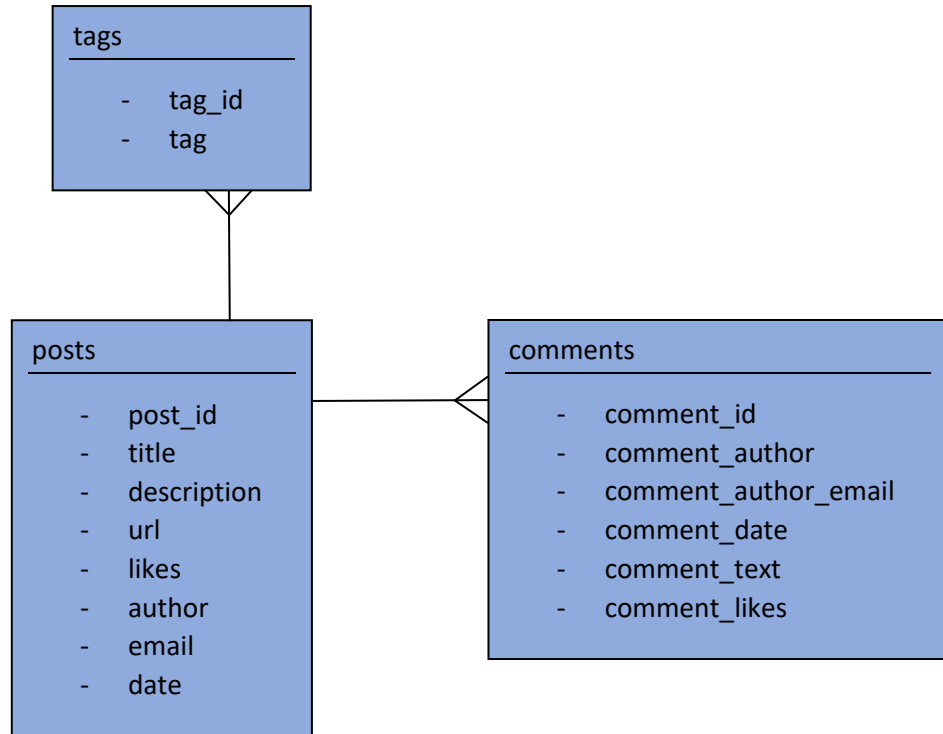 tags
- tag_id
- tag
posts
- post_id
- title
- description
- url
- likes
- author
- email
- date
comments
- comment_id
- comment_author
- comment_author_email
- comment_date
- comment_text
- comment_likes